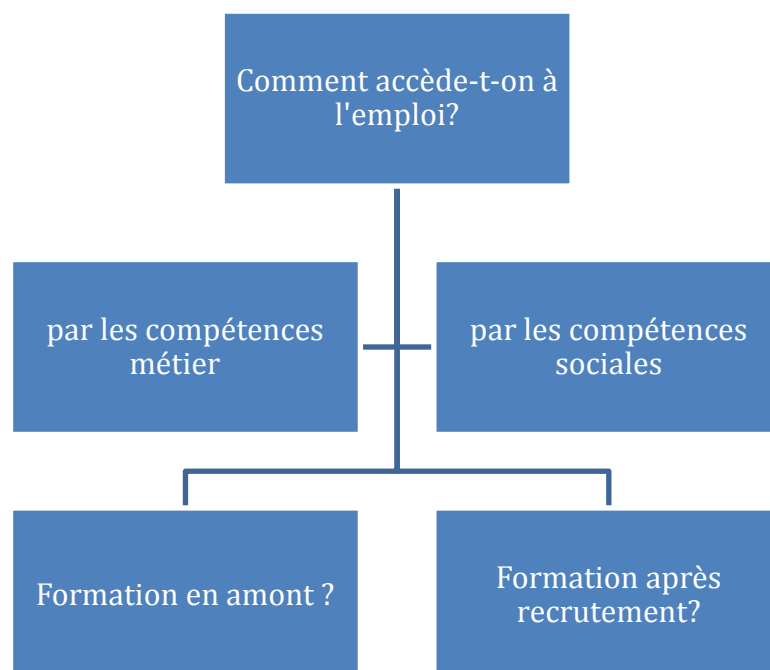 Comment accède-t-on à
l'emploi?
par les compétences
métier
par les compétences
sociales
Formation en amont ?
Formation après
recrutement?